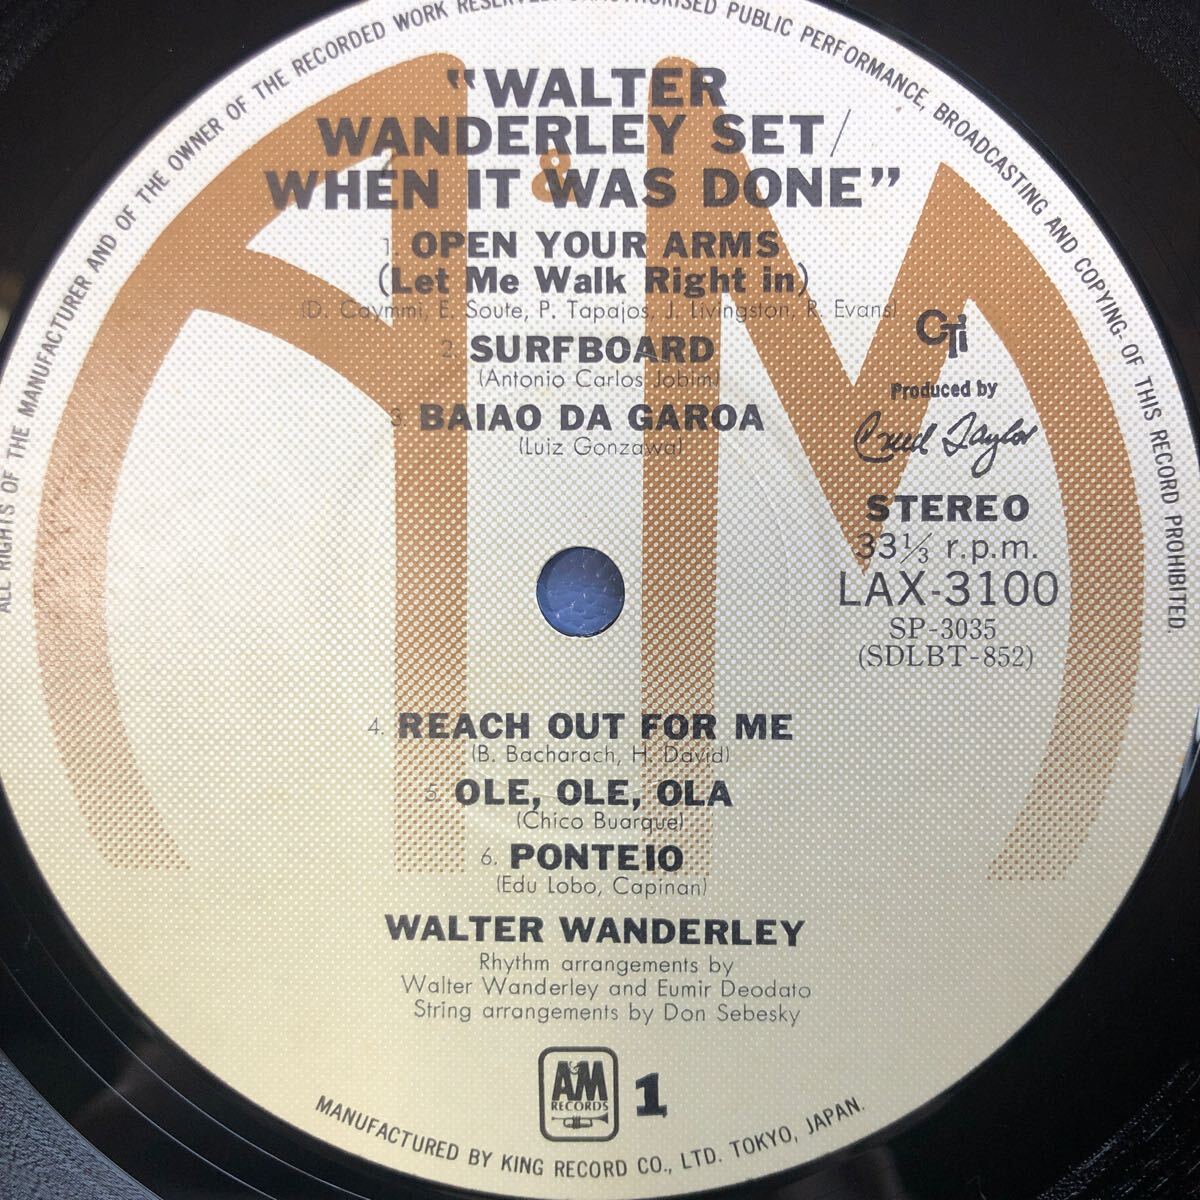 ALL RIGHTS OF THE MANUFACTURER AND OF THE OWNER OF THE RECORDED WORK RESERVED. UNAUTHORISED PUBLIC PERFORMANCE, BROADCASTING AND COPYING- OF THIS RECORD PROHIBITED.
"WALTER
WANDERLEY SET/
WHEN IT WAS DONE"
&
1. OPEN YOUR ARMS
(Let Me Walk Right in)
(D. Caymmi, E. Soute, P. Tapajos, J. Livingston, R. Evans)
2. SURFBOARD
(Antonio Carlos Jobim)
3. BAIAO DA GAROA
(Luiz Gonzawa)
CTi
Produced by
Creed Taylor
STEREO
33⅓ r.p.m.
LAX-3100
SP-3035
(SDLBT-852)
4. REACH OUT FOR ME
(B. Bacharach, H. David)
5. OLE, OLE, OLA
(Chico Buarque)
6. PONTEIO
(Edu Lobo, Capinan)
WALTER WANDERLEY
Rhythm arrangements by
Walter Wanderley and Eumir Deodato
String arrangements by Don Sebesky
A&M
RECORDS
1
MANUFACTURED BY KING RECORD CO., LTD. TOKYO, JAPAN.